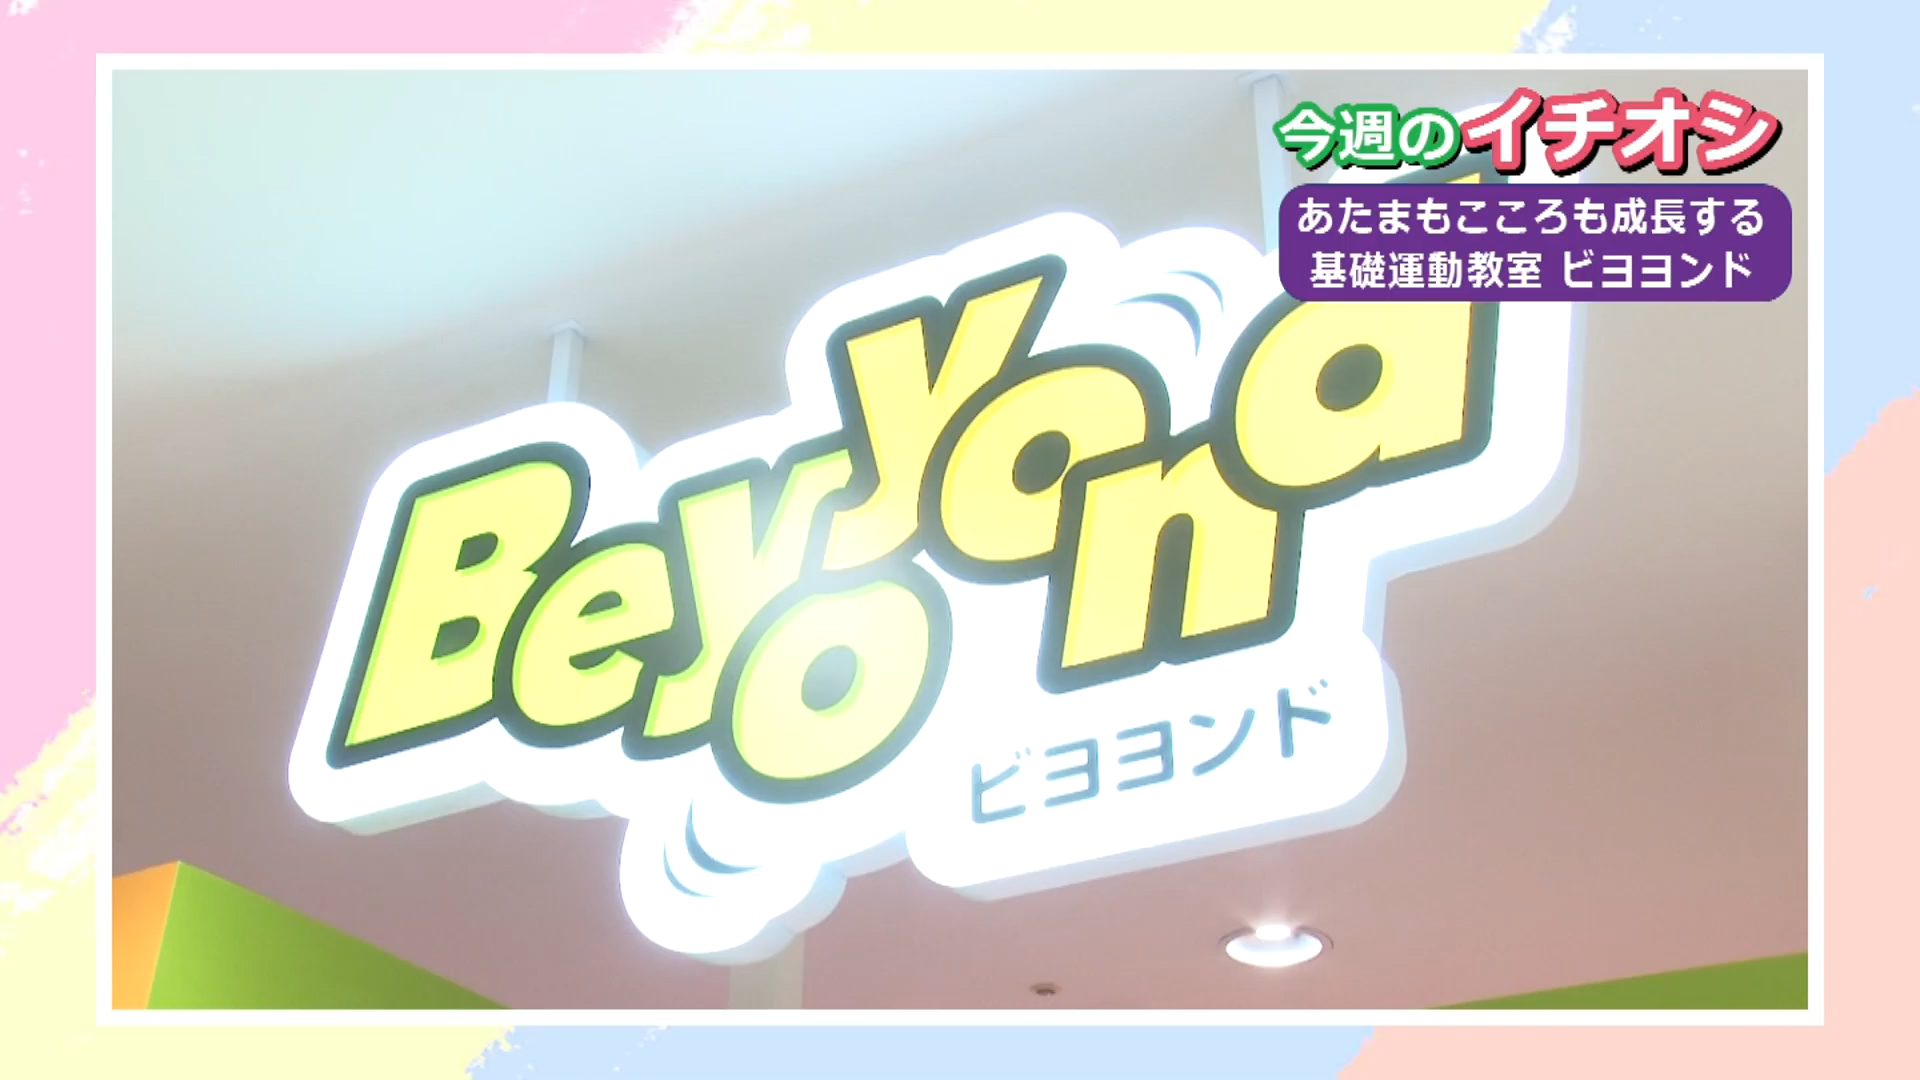 今週のイチオシ
あたまもこころも成長する
基礎運動教室 ビヨヨンド
Beyoyond
ビヨヨンド